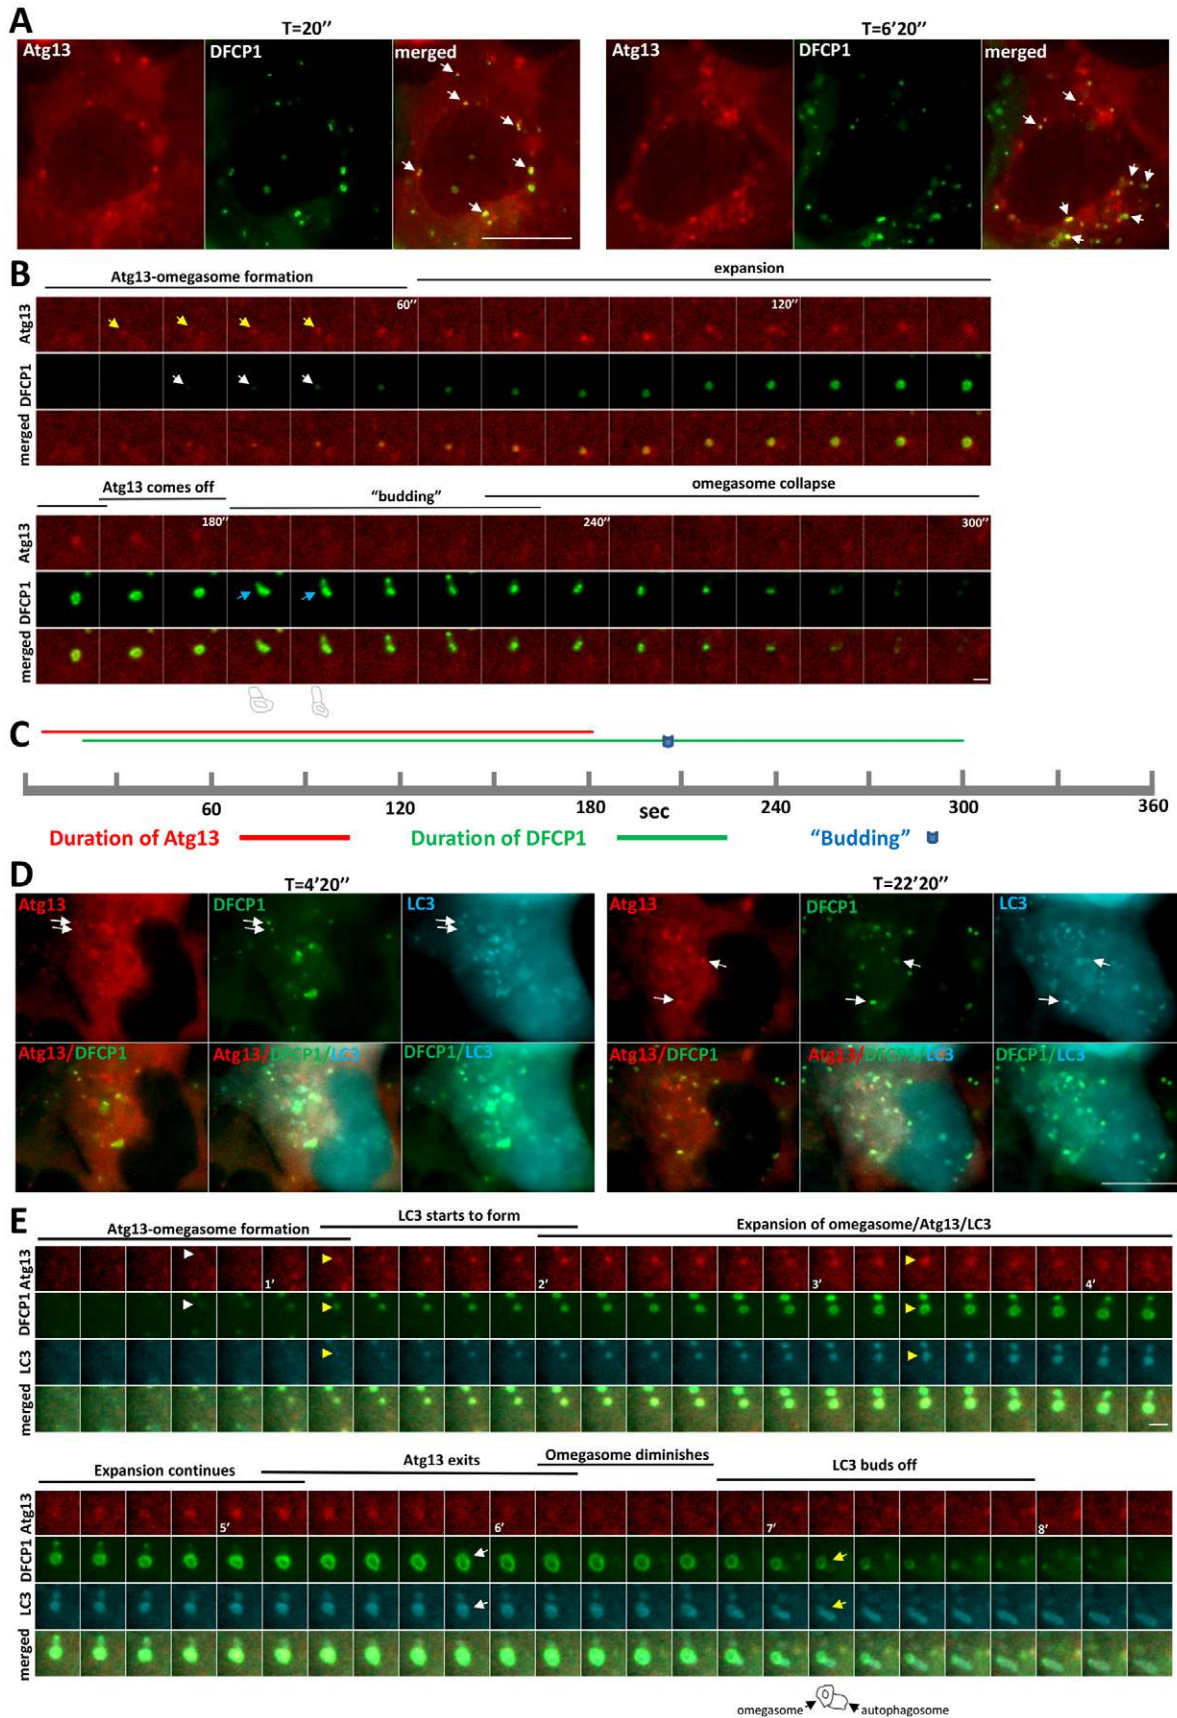 A
T=20’’
T=6’20’’
Atg13
DFCP1
merged
Atg13
DFCP1
merged
B
Atg13-omegasome formation
expansion
Atg13
60’’
120’’
DFCP1
merged
Atg13 comes off
“budding”
omegasome collapse
Atg13
180’’
240’’
300’’
DFCP1
merged
C
60
120
180
sec
240
300
360
Duration of Atg13
Duration of DFCP1
“Budding”
D
T=4’20’’
T=22’20’’
Atg13
DFCP1
LC3
Atg13
DFCP1
LC3
Atg13/DFCP1
Atg13/DFCP1/LC3
DFCP1/LC3
Atg13/DFCP1
Atg13/DFCP1/LC3
DFCP1/LC3
E
Atg13-omegasome formation
LC3 starts to form
Expansion of omegasome/Atg13/LC3
Atg13
1’
2’
3’
4’
DFCP1
LC3
merged
Expansion continues
Atg13 exits
Omegasome diminishes
LC3 buds off
Atg13
5’
6’
7’
8’
DFCP1
LC3
merged
omegasome
autophagosome